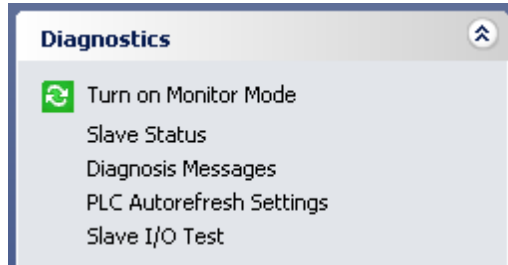 Diagnostics
Turn on Monitor Mode
Slave Status
Diagnosis Messages
PLC Autorefresh Settings
Slave I/O Test